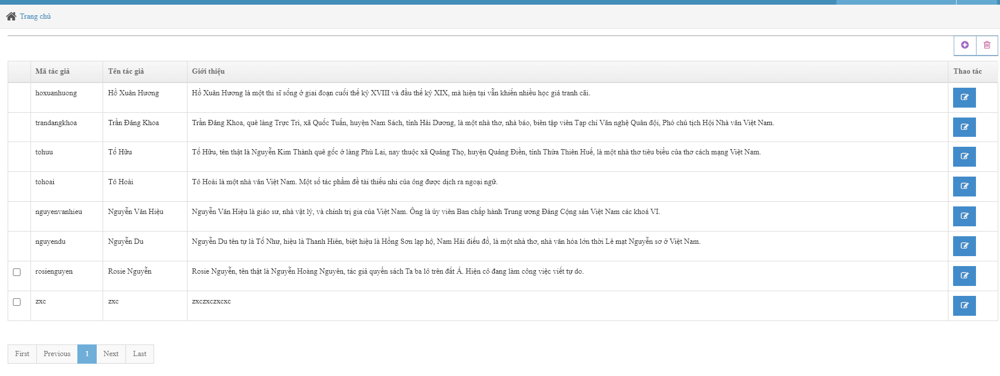 Trang chủ
Mã tác giả Tên tác giả Giới thiệu Thao tác
hoxuanhuong Hồ Xuân Hương Hồ Xuân Hương là một thi sĩ sống ở giai đoạn cuối thế kỷ XVIII và đầu thế kỷ XIX, mà hiện tại vẫn khiến nhiều học giả tranh cãi.
trandangkhoa Trần Đăng Khoa Trần Đăng Khoa, quê làng Trực Trì, xã Quốc Tuấn, huyện Nam Sách, tỉnh Hải Dương, là một nhà thơ, nhà báo, biên tập viên Tạp chí Văn nghệ Quân đội, Phó chủ tịch Hội Nhà văn Việt Nam.
tohuu Tố Hữu Tố Hữu, tên thật là Nguyễn Kim Thành quê gốc ở làng Phù Lai, nay thuộc xã Quảng Thọ, huyện Quảng Điền, tỉnh Thừa Thiên Huế, là một nhà thơ tiêu biểu của thơ cách mạng Việt Nam.
tohoai Tô Hoài Tô Hoài là một nhà văn Việt Nam. Một số tác phẩm đề tài thiếu nhi của ông được dịch ra ngoại ngữ.
nguyenvanhieu Nguyễn Văn Hiệu Nguyễn Văn Hiệu là giáo sư, nhà vật lý, và chính trị gia của Việt Nam. Ông là ủy viên Ban chấp hành Trung ương Đảng Cộng sản Việt Nam các khoá VI.
nguyendu Nguyễn Du Nguyễn Du tên tự là Tố Như, hiệu là Thanh Hiên, biệt hiệu là Hồng Sơn lạp hộ, Nam Hải điếu đồ, là một nhà thơ, nhà văn hóa lớn thời Lê mạt Nguyễn sơ ở Việt Nam.
rosienguyen Rosie Nguyễn Rosie Nguyễn, tên thật là Nguyễn Hoàng Nguyên, tác giả quyển sách Ta ba lô trên đất Á. Hiện cô đang làm công việc viết tự do.
zxc zxc zxczxczxcxc
First Previous 1 Next Last